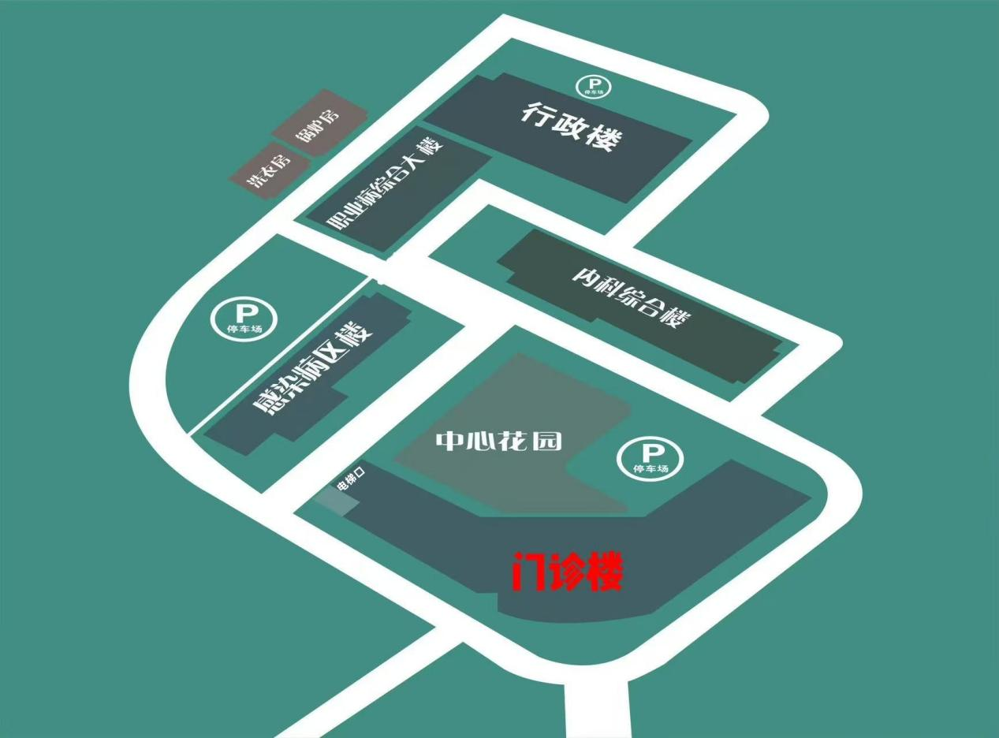 P
停车场
行政楼
锅炉房
洗衣房
职业病综合大楼
内科综合楼
P
停车场
感染病区楼
中心花园
P
停车场
电梯口
门诊楼